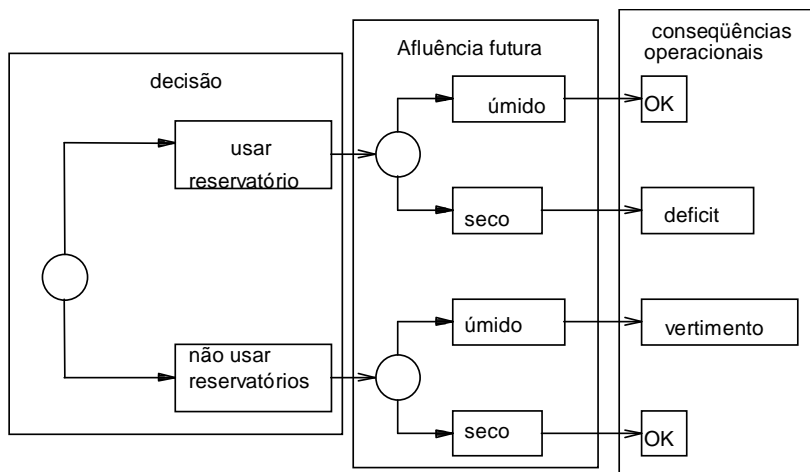 decisão
usar
reservatório
não usar
reservatórios
Afluência futura
úmido
seco
úmido
seco
conseqüências
operacionais
OK
deficit
vertimento
OK